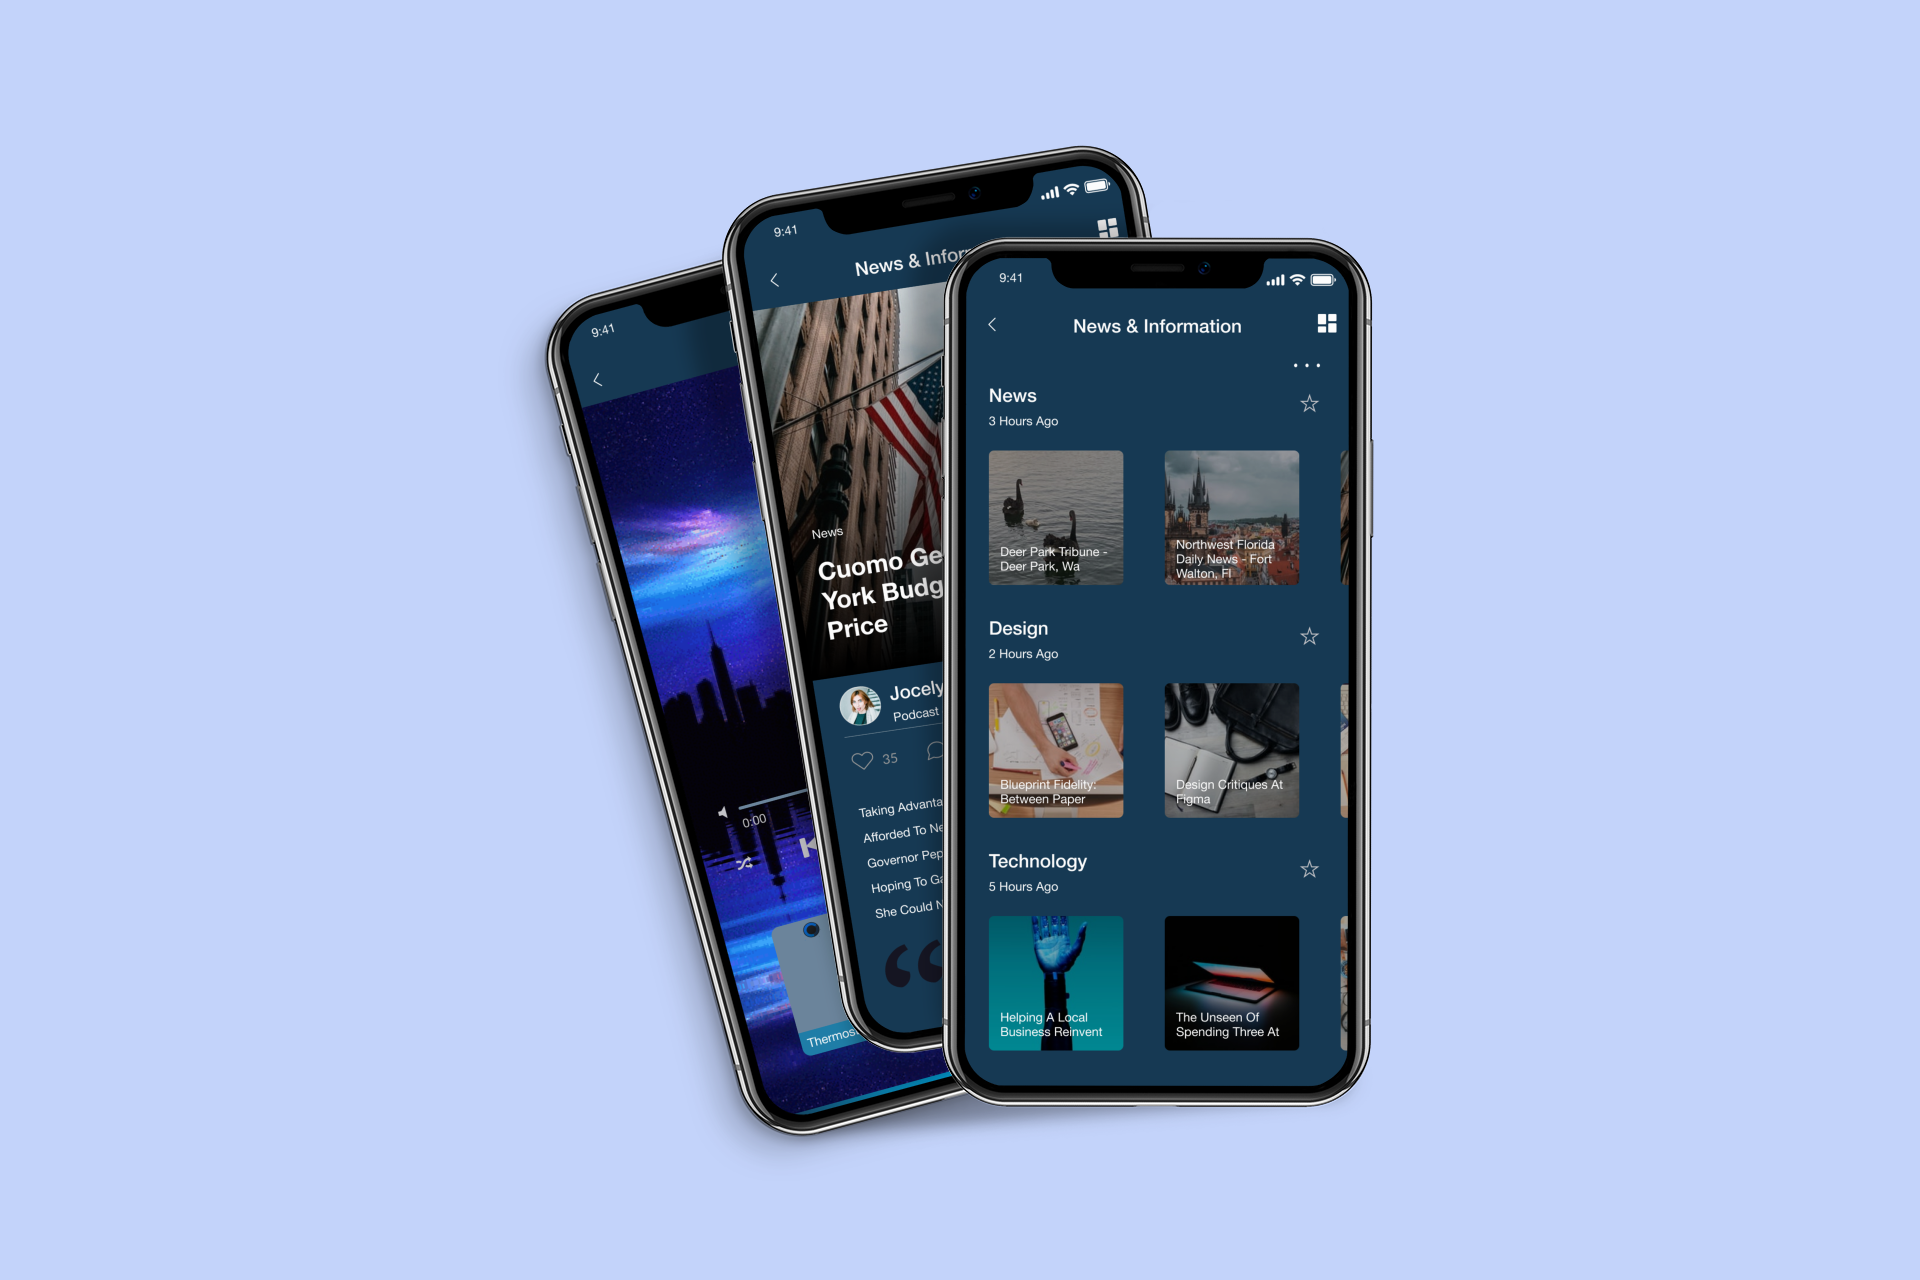 9:41
News & Information
News
3 Hours Ago
Deer Park Tribune -
Deer Park, Wa
Northwest Florida
Daily News - Fort
Walton, Fl
Design
2 Hours Ago
Blueprint Fidelity:
Between Paper
Design Critiques At
Figma
Technology
5 Hours Ago
Helping A Local
Business Reinvent
The Unseen Of
Spending Three At
9:41
News & Infor
News
Cuomo Ge
York Budg
Price
Jocely
Podcast
35
Taking Advanta
Afforded To Ne
Governor Pep
Hoping To Ga
She Could N
“
9:41
0:00
Thermos